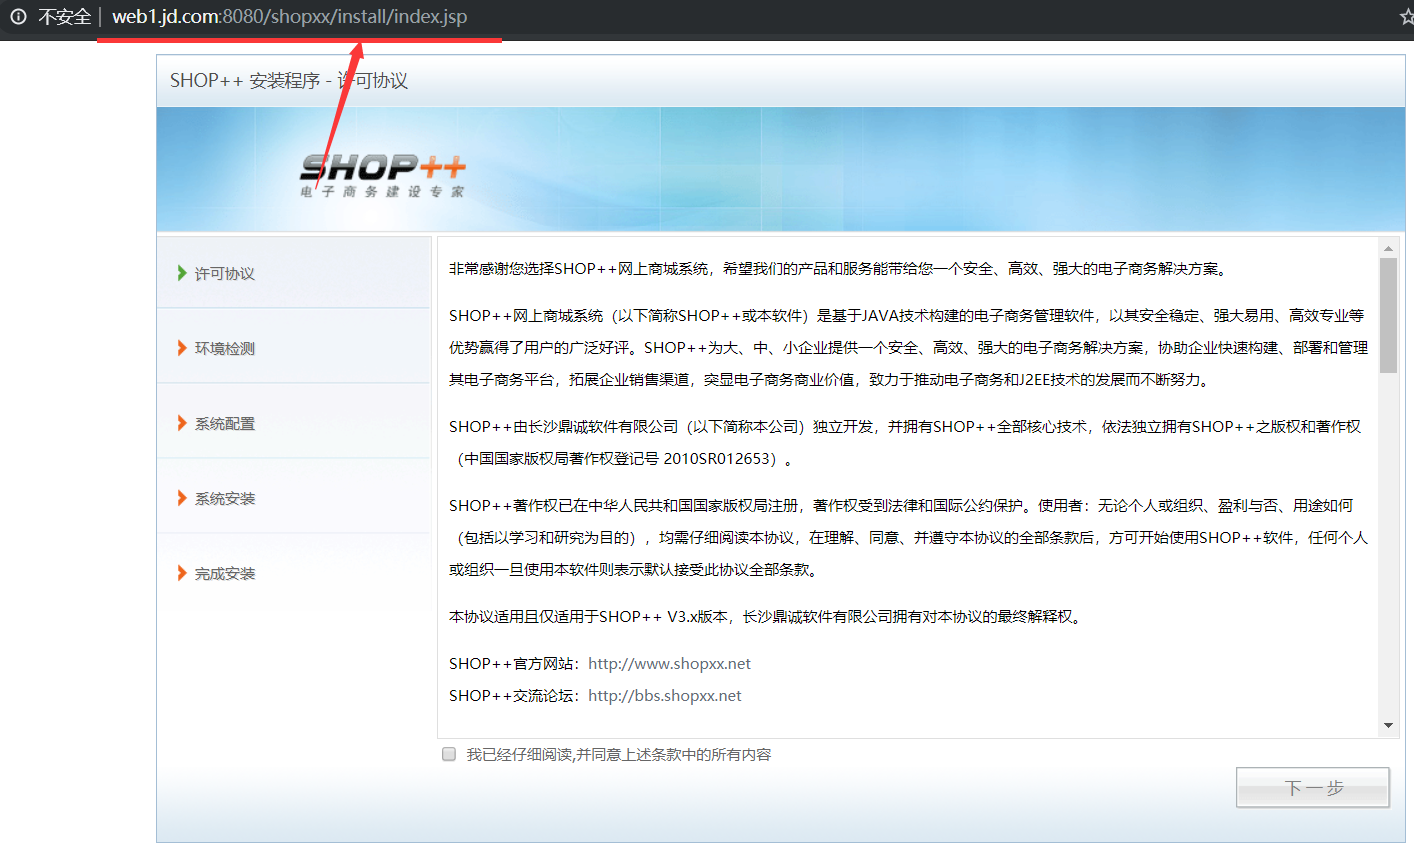 不安全 | web1.jd.com:8080/shopxx/install/index.jsp
SHOP++ 安装程序 - 许可协议
SHOP++
电子商务建设专家
许可协议
环境检测
系统配置
系统安装
完成安装
非常感谢您选择SHOP++网上商城系统，希望我们的产品和服务能带给您一个安全、高效、强大的电子商务解决方案。
SHOP++网上商城系统（以下简称SHOP++或本软件）是基于JAVA技术构建的电子商务管理软件，以其安全稳定、强大易用、高效专业等
优势赢得了用户的广泛好评。SHOP++为大、中、小企业提供一个安全、高效、强大的电子商务解决方案，协助企业快速构建、部署和管理
其电子商务平台，拓展企业销售渠道，突显电子商务商业价值，致力于推动电子商务和J2EE技术的发展而不断努力。
SHOP++由长沙鼎诚软件有限公司（以下简称本公司）独立开发，并拥有SHOP++全部核心技术，依法独立拥有SHOP++之版权和著作权
（中国国家版权局著作权登记号 2010SR012653）。
SHOP++著作权已在中华人民共和国国家版权局注册，著作权受到法律和国际公约保护。使用者：无论个人或组织、盈利与否、用途如何
（包括以学习和研究为目的），均需仔细阅读本协议，在理解、同意、并遵守本协议的全部条款后，方可开始使用SHOP++软件，任何个人
或组织一旦使用本软件则表示默认接受此协议全部条款。
本协议适用且仅适用于SHOP++ V3.x版本，长沙鼎诚软件有限公司拥有对本协议的最终解释权。
SHOP++官方网站：http://www.shopxx.net
SHOP++交流论坛：http://bbs.shopxx.net
我已经仔细阅读,并同意上述条款中的所有内容
下一步